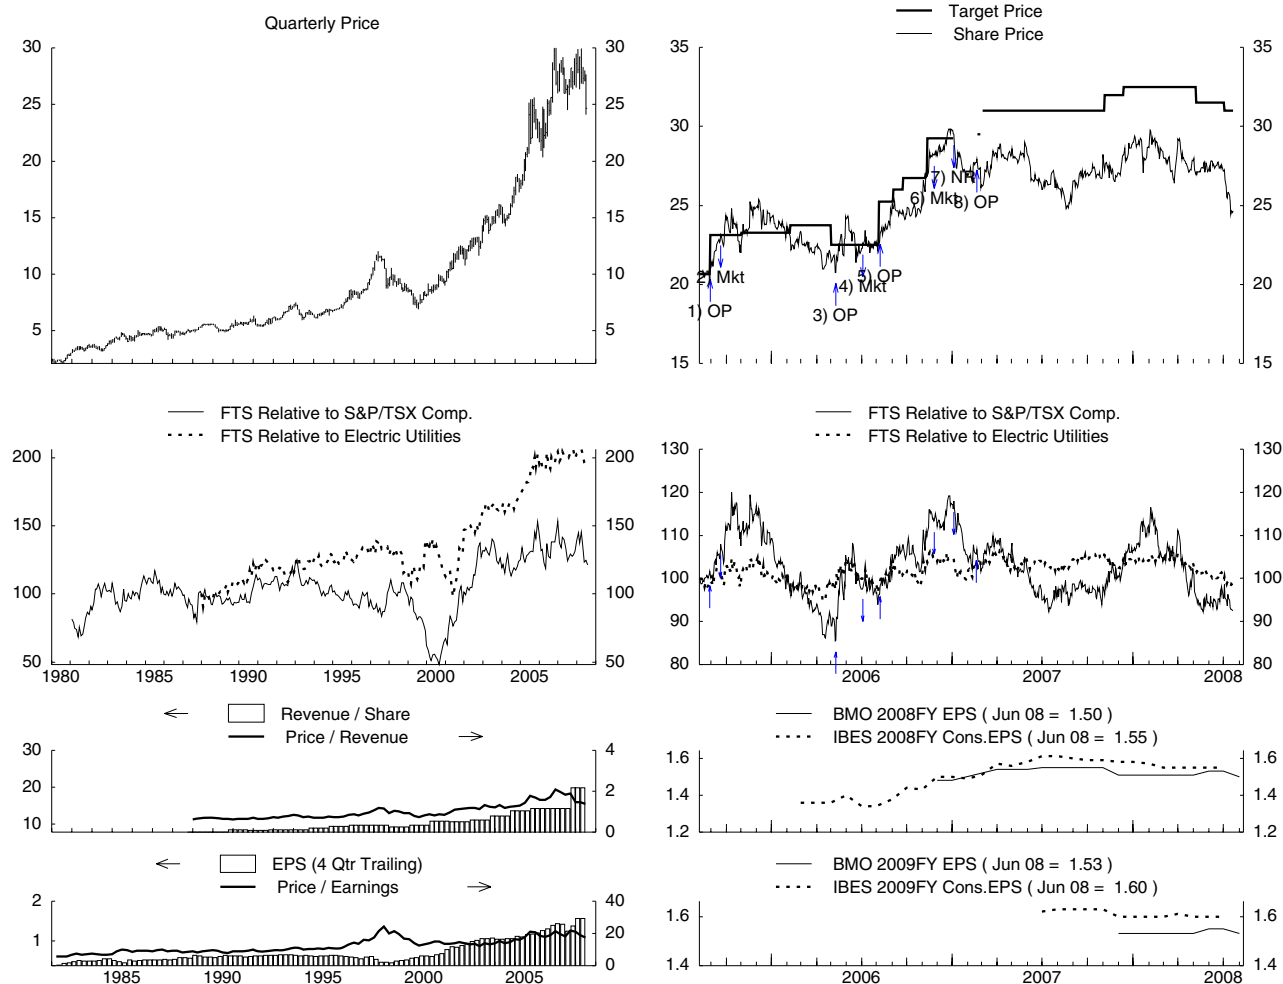 Quarterly Price
30 30
25 25
20 20
15 15
10 10
5 5
Target Price
Share Price
35 35
30 30
25 25
20 20
15 15
1) OP
2) Mkt
3) OP
4) Mkt
5) OP
6) Mkt
7) NR
8) OP
FTS Relative to S&P/TSX Comp.
FTS Relative to Electric Utilities
200 200
150 150
100 100
50 50
1980 1985 1990 1995 2000 2005
FTS Relative to S&P/TSX Comp.
FTS Relative to Electric Utilities
130 130
120 120
110 110
100 100
90 90
80 80
2006 2007 2008
Revenue / Share
Price / Revenue
30 4
20 2
10 0
BMO 2008FY EPS ( Jun 08 = 1.50 )
IBES 2008FY Cons.EPS ( Jun 08 = 1.55 )
1.6 1.6
1.4 1.4
1.2 1.2
EPS (4 Qtr Trailing)
Price / Earnings
2 40
1 20
0
1985 1990 1995 2000 2005
BMO 2009FY EPS ( Jun 08 = 1.53 )
IBES 2009FY Cons.EPS ( Jun 08 = 1.60 )
1.6 1.6
1.4 1.4
2006 2007 2008